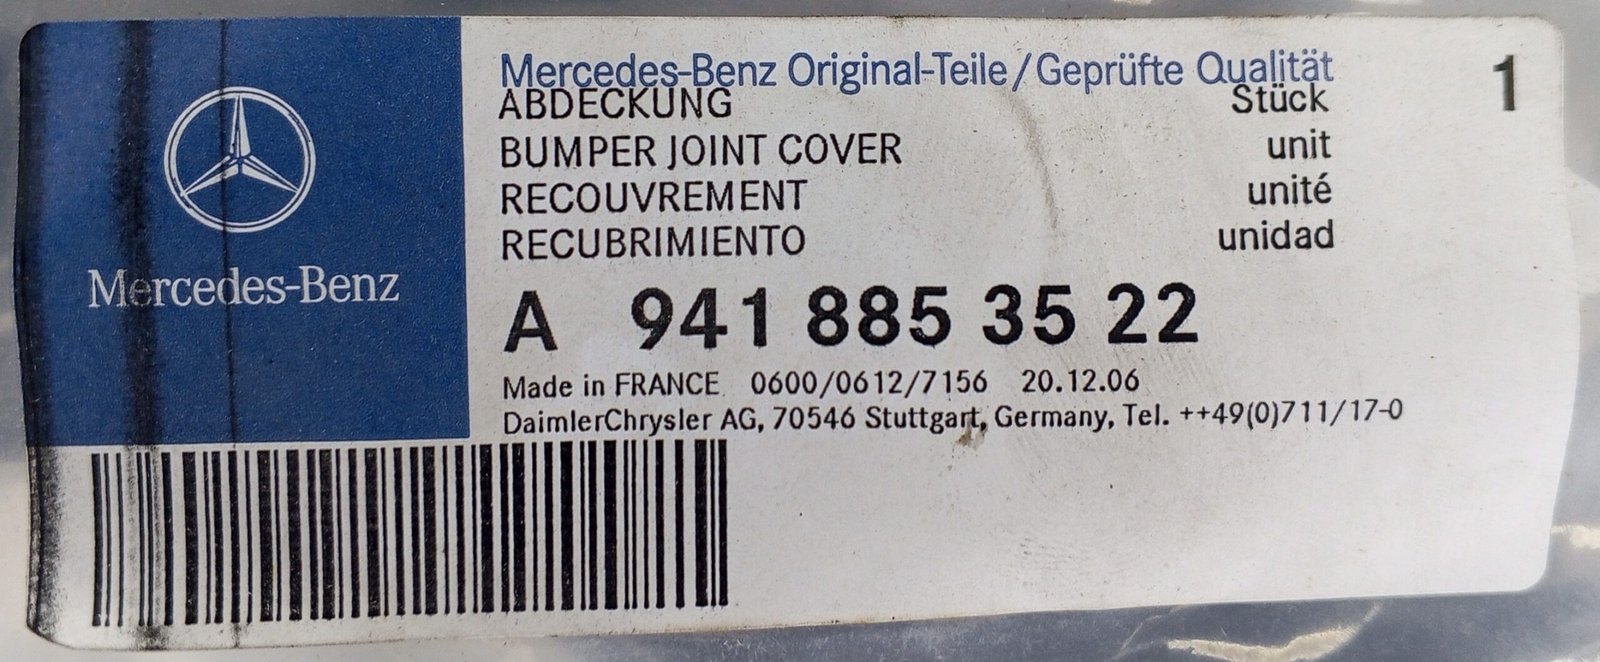 Mercedes-Benz
Mercedes-Benz Original-Teile/Geprüfte Qualität
ABDECKUNG Stück 1
BUMPER JOINT COVER unit
RECOUVREMENT unité
RECUBRIMIENTO unidad
A 941 885 35 22
Made in FRANCE 0600/0612/7156 20.12.06
DaimlerChrysler AG, 70546 Stuttgart, Germany, Tel. ++49(0)711/17-0